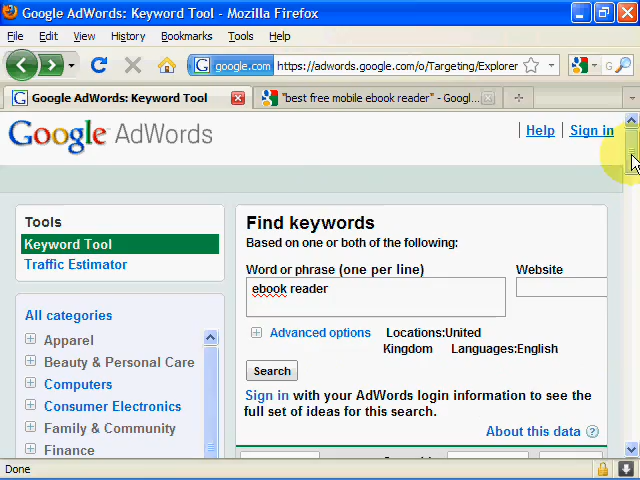 Google AdWords: Keyword Tool - Mozilla Firefox
File Edit View History Bookmarks Tools Help
google.com https://adwords.google.com/o/Targeting/Explorer
Google AdWords: Keyword Tool "best free mobile ebook reader" - Googl...
Google AdWords Help Sign in
Tools
Keyword Tool
Traffic Estimator
All categories
Apparel
Beauty & Personal Care
Computers
Consumer Electronics
Family & Community
Finance
Find keywords
Based on one or both of the following:
Word or phrase (one per line) Website
ebook reader
Advanced options Locations:United
Kingdom Languages:English
Search
Sign in with your AdWords login information to see the
full set of ideas for this search.
About this data
Done